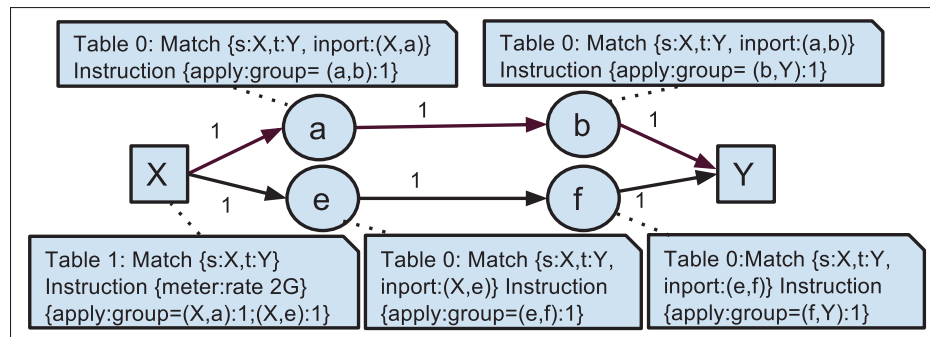 Table 0: Match {s:X,t:Y, inport:(X,a)}
Instruction {apply:group= (a,b):1}
Table 0: Match {s:X,t:Y, inport:(a,b)}
Instruction {apply:group= (b,Y):1}
1
a
1
b
1
X
Y
1
e
1
f
1
Table 1: Match {s:X,t:Y}
Instruction {meter:rate 2G}
{apply:group=(X,a):1;(X,e):1}
Table 0: Match {s:X,t:Y,
inport:(X,e)} Instruction
{apply:group=(e,f):1}
Table 0:Match {s:X,t:Y,
inport:(e,f)} Instruction
{apply:group=(f,Y):1}